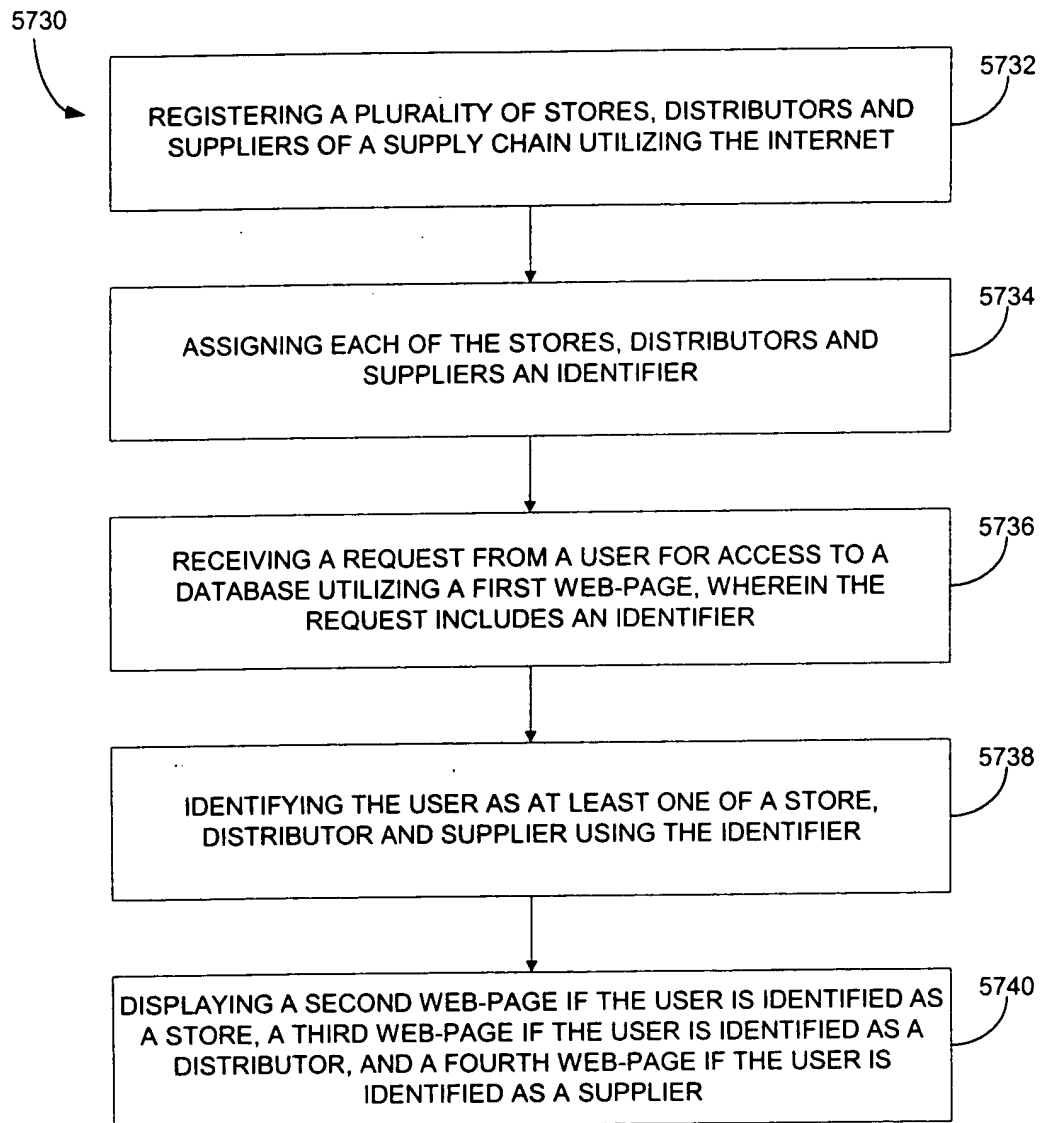 5730
5732
REGISTERING A PLURALITY OF STORES, DISTRIBUTORS AND
SUPPLIERS OF A SUPPLY CHAIN UTILIZING THE INTERNET
5734
ASSIGNING EACH OF THE STORES, DISTRIBUTORS AND
SUPPLIERS AN IDENTIFIER
5736
RECEIVING A REQUEST FROM A USER FOR ACCESS TO A
DATABASE UTILIZING A FIRST WEB-PAGE, WHEREIN THE
REQUEST INCLUDES AN IDENTIFIER
5738
IDENTIFYING THE USER AS AT LEAST ONE OF A STORE,
DISTRIBUTOR AND SUPPLIER USING THE IDENTIFIER
5740
DISPLAYING A SECOND WEB-PAGE IF THE USER IS IDENTIFIED AS
A STORE, A THIRD WEB-PAGE IF THE USER IS IDENTIFIED AS A
DISTRIBUTOR, AND A FOURTH WEB-PAGE IF THE USER IS
IDENTIFIED AS A SUPPLIER